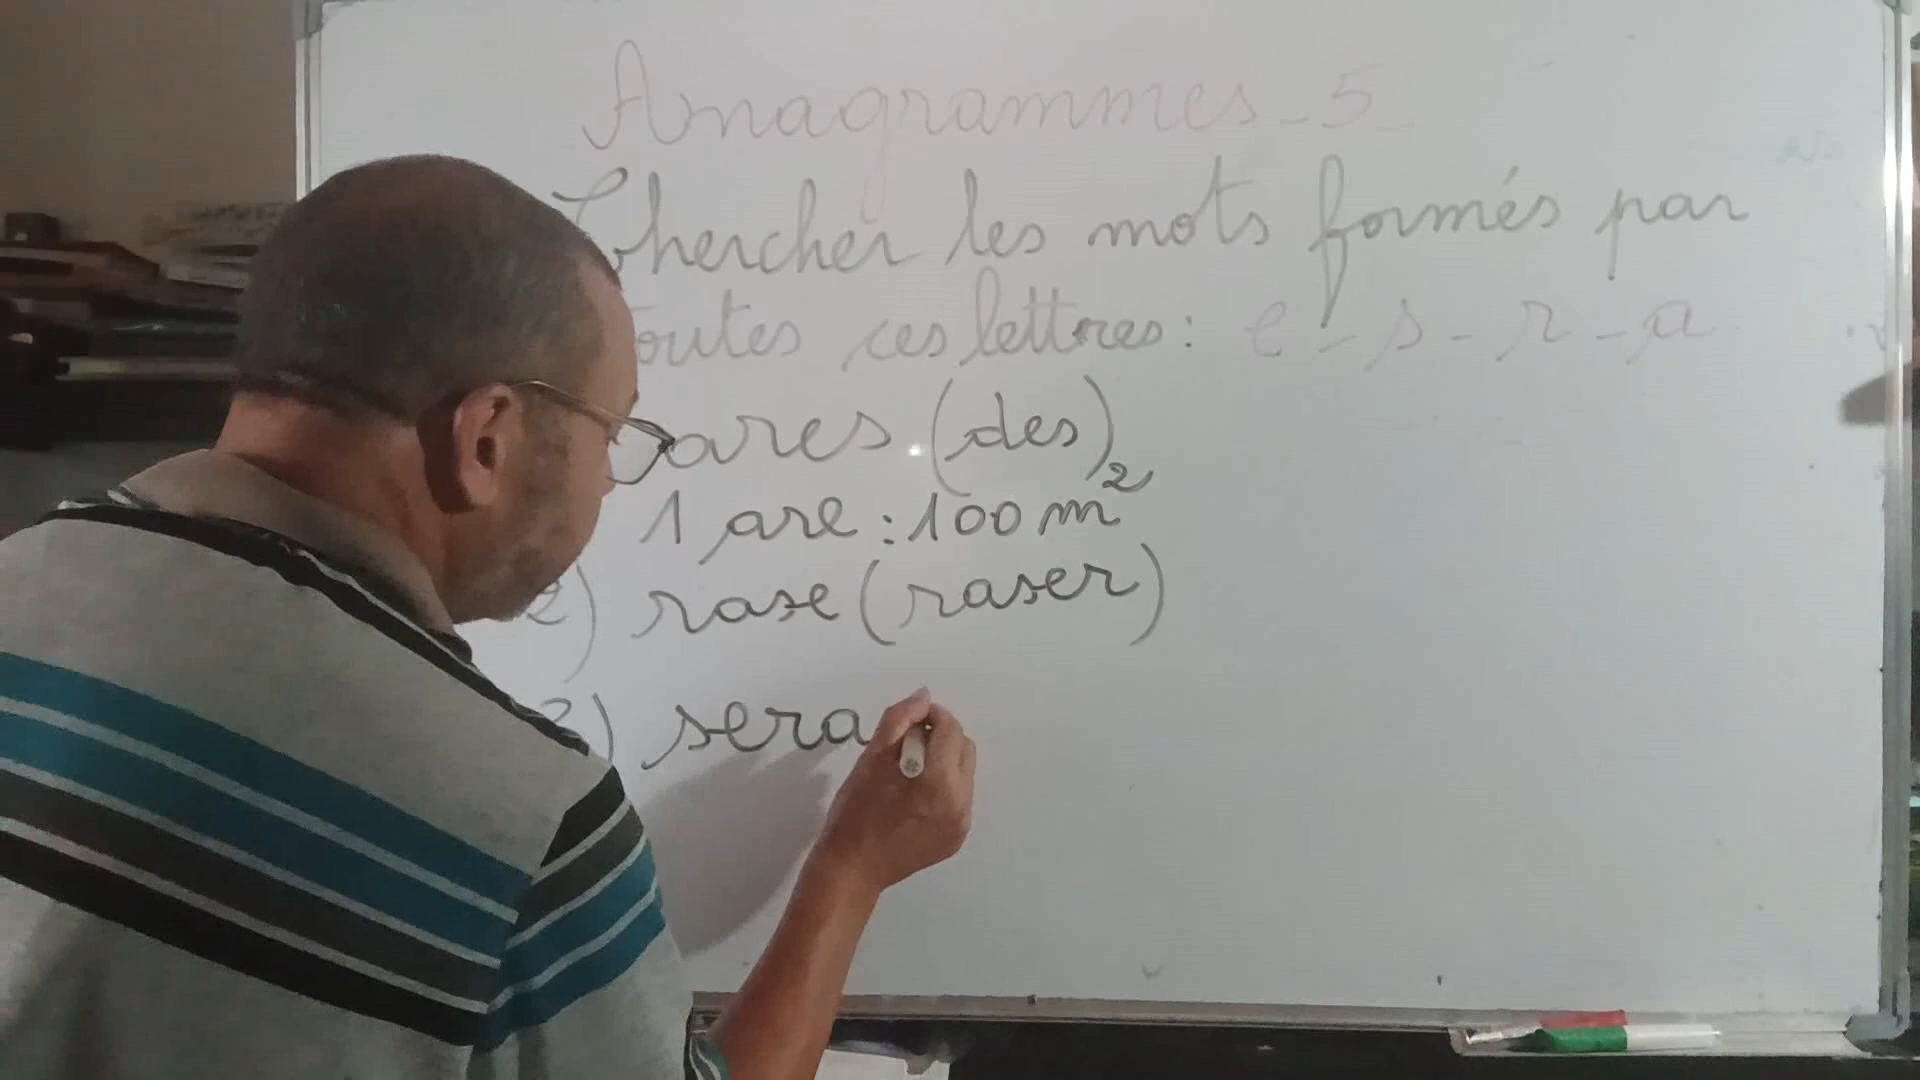 Anagrammes - 5 -
Chercher les mots formés par
toutes ces lettres : e - s - r - a
ares (des)
1 are : 100 m²
2) rase (raser)
3) sera